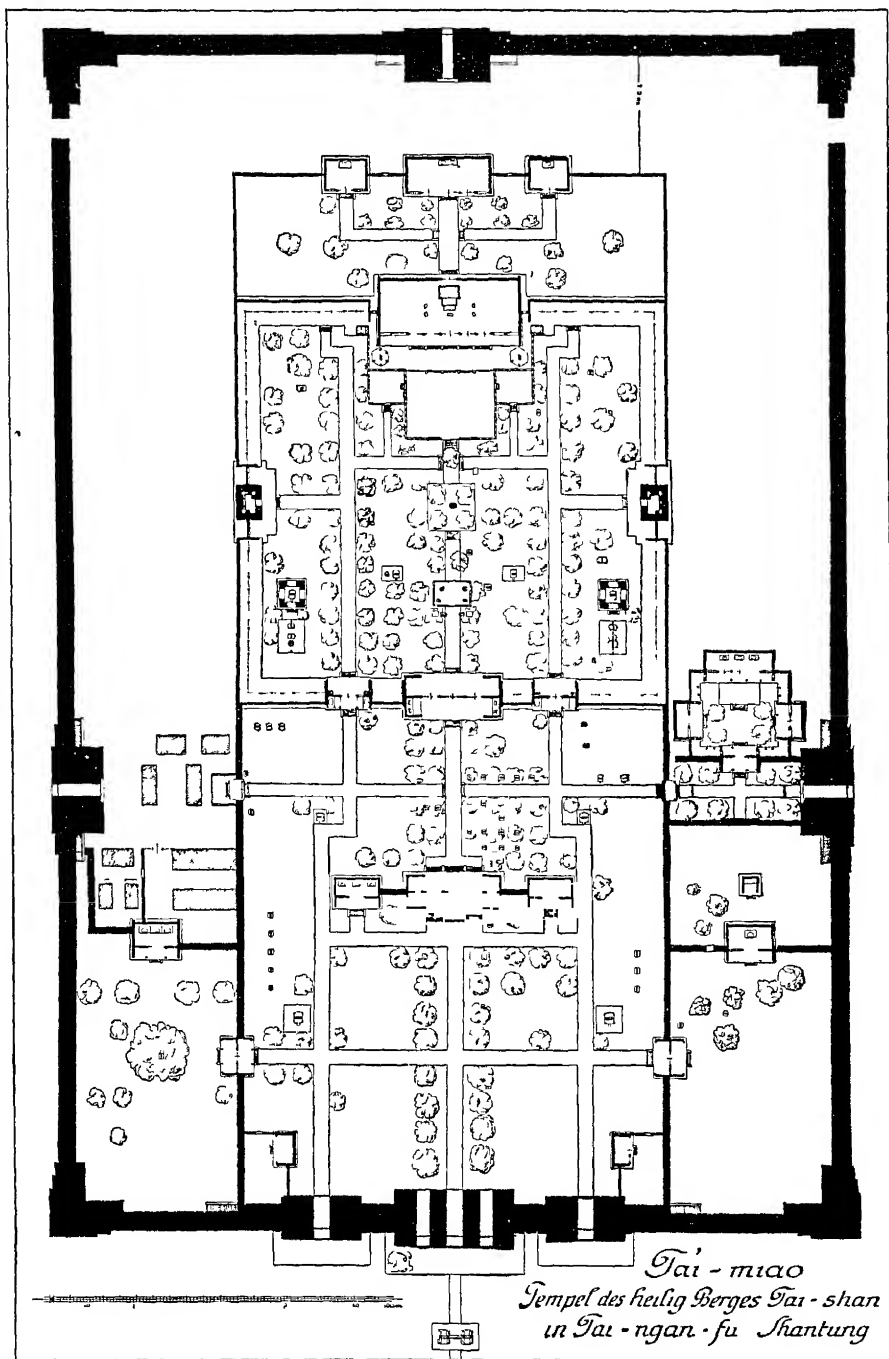 Tai - miao
Tempel des heilig Berges Tai - shan
in Tai - ngan - fu Shantung